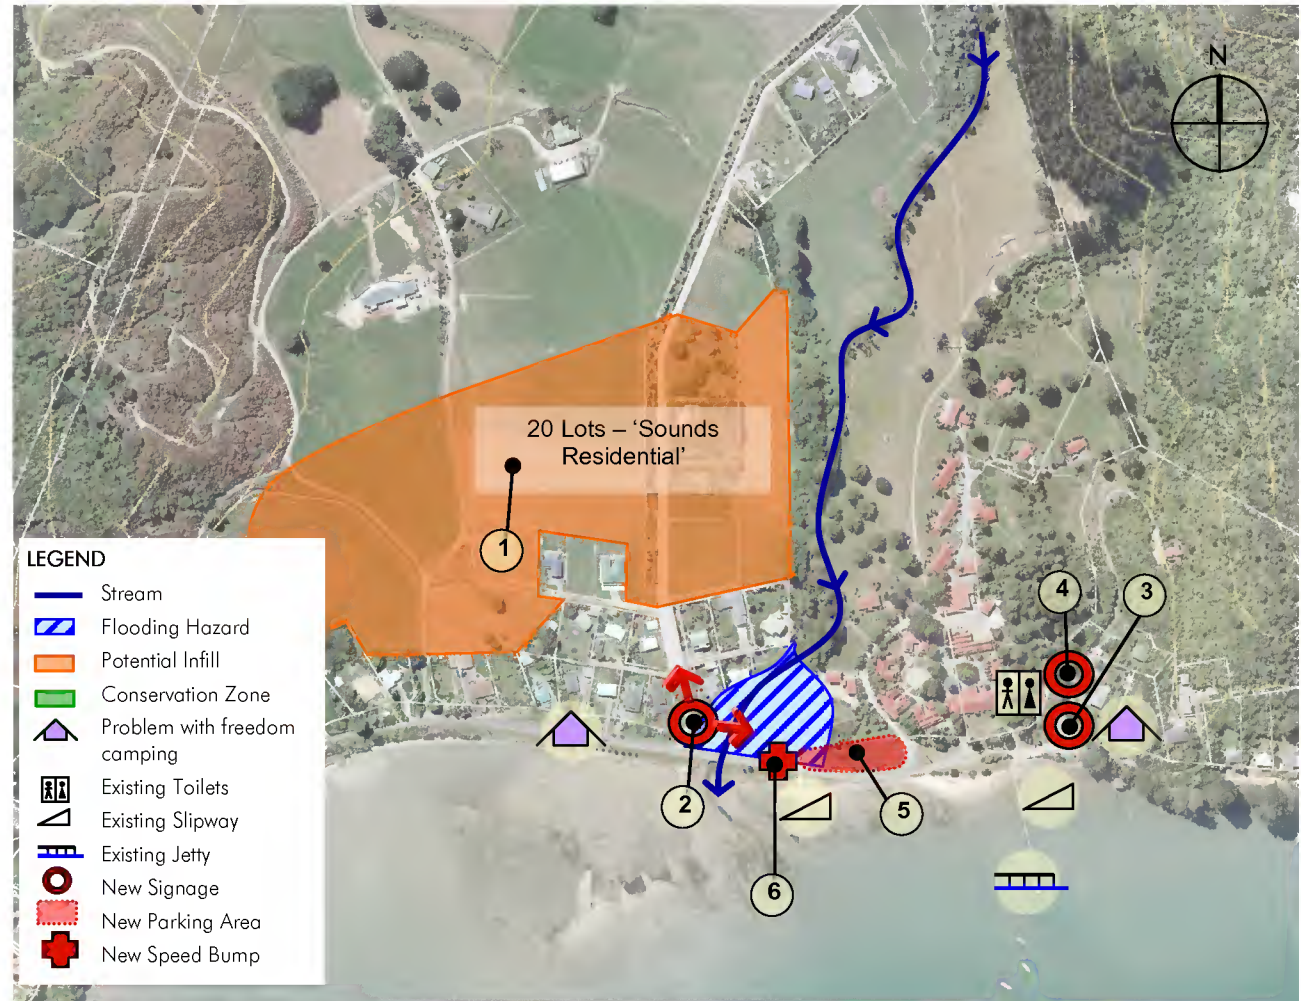 N
20 Lots – ‘Sounds
Residential’
1
4
3
2
5
6
LEGEND
Stream
Flooding Hazard
Potential Infill
Conservation Zone
Problem with freedom
camping
Existing Toilets
Existing Slipway
Existing Jetty
New Signage
New Parking Area
New Speed Bump